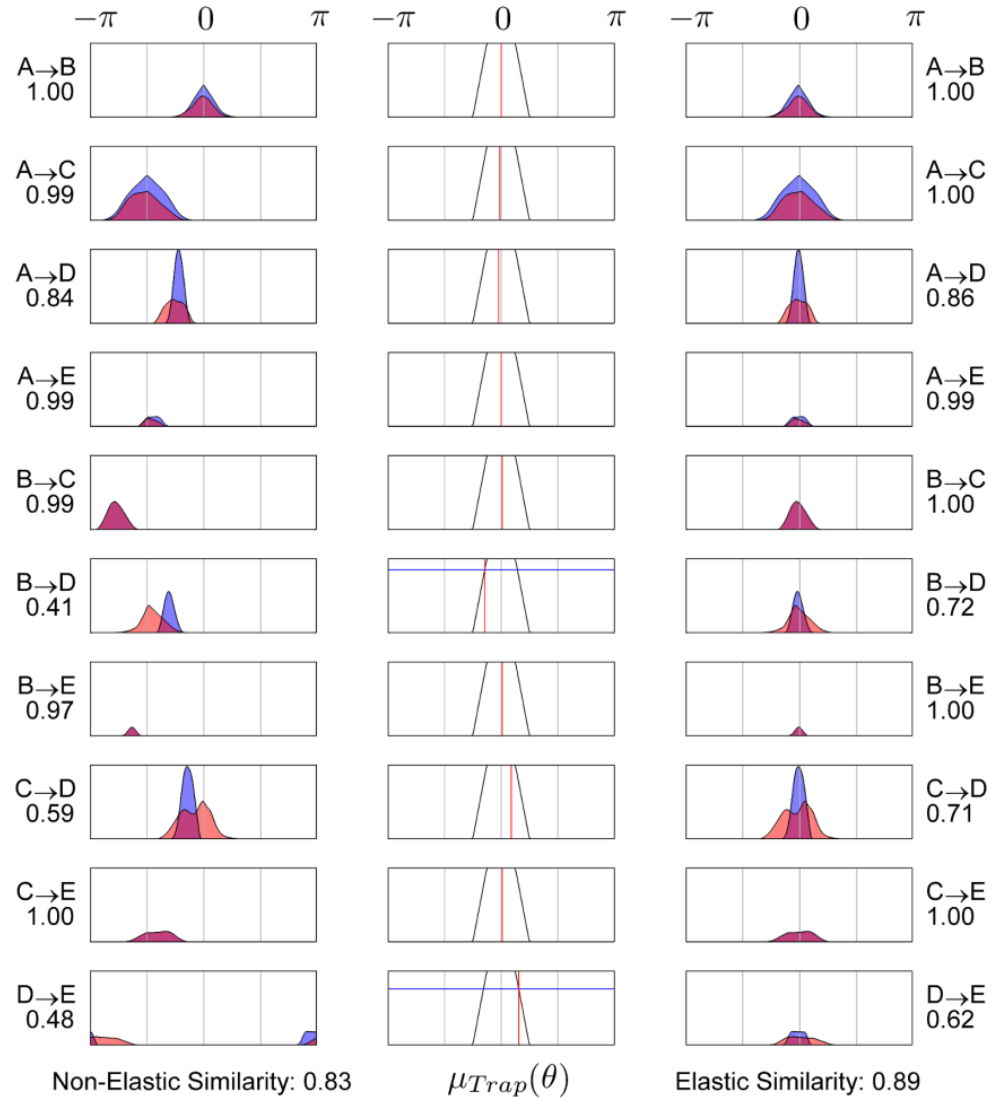 −π 0 π −π 0 π −π 0 π
A→B 1.00 A→B 1.00
A→C 0.99 A→C 1.00
A→D 0.84 A→D 0.86
A→E 0.99 A→E 0.99
B→C 0.99 B→C 1.00
B→D 0.41 B→D 0.72
B→E 0.97 B→E 1.00
C→D 0.59 C→D 0.71
C→E 1.00 C→E 1.00
D→E 0.48 D→E 0.62
Non-Elastic Similarity: 0.83 μ_Trap(θ) Elastic Similarity: 0.89